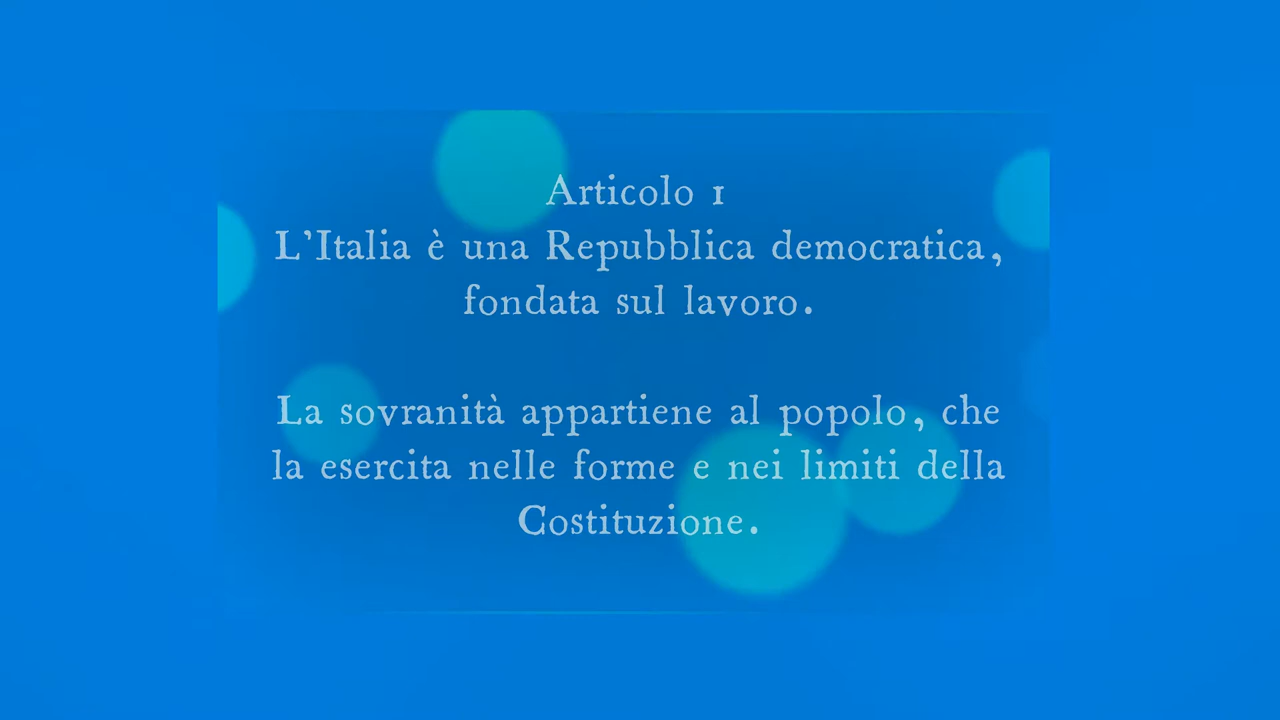 Articolo 1
L'Italia è una Repubblica democratica,
fondata sul lavoro.
La sovranità appartiene al popolo, che
la esercita nelle forme e nei limiti della
Costituzione.